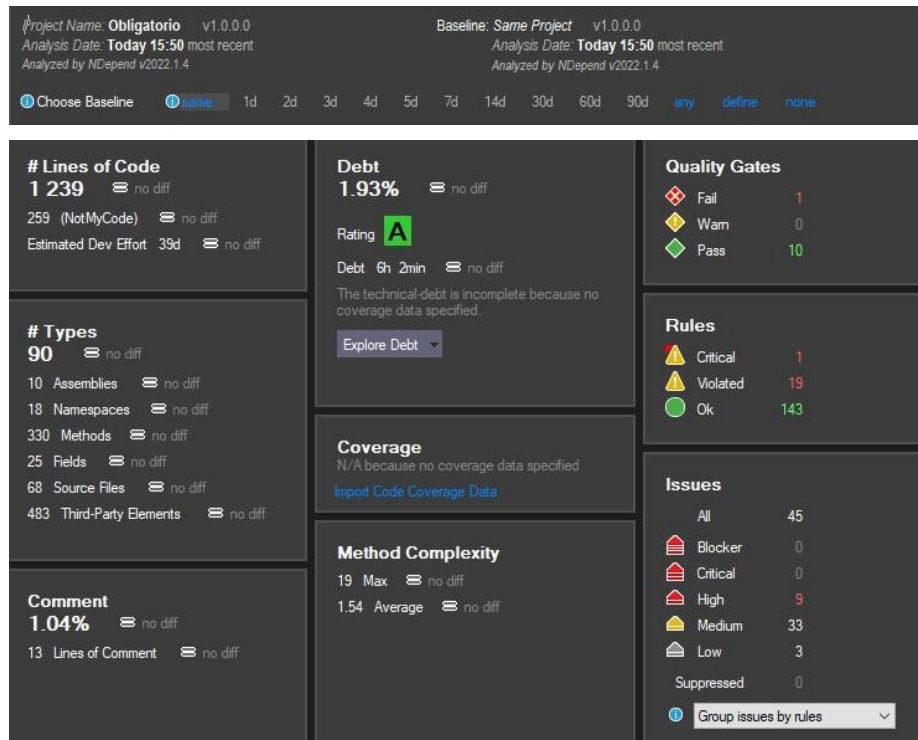 Project Name: Obligatorio v1.0.0.0
Analysis Date: Today 15:50 most recent
Analyzed by NDepend v2022.1.4
Baseline: Same Project v1.0.0.0
Analysis Date: Today 15:50 most recent
Analyzed by NDepend v2022.1.4
Choose Baseline same 1d 2d 3d 4d 5d 7d 14d 30d 60d 90d any define none
# Lines of Code
1 239 no diff
259 (NotMyCode) no diff
Estimated Dev Effort 39d no diff
# Types
90 no diff
10 Assemblies no diff
18 Namespaces no diff
330 Methods no diff
25 Fields no diff
68 Source Files no diff
483 Third-Party Elements no diff
Comment
1.04% no diff
13 Lines of Comment no diff
Debt
1.93% no diff
Rating A
Debt 6h 2min no diff
The technical-debt is incomplete because no
coverage data specified.
Explore Debt
Coverage
N/A because no coverage data specified
Import Code Coverage Data
Method Complexity
19 Max no diff
1.54 Average no diff
Quality Gates
Fail 1
Warn 0
Pass 10
Rules
Critical 1
Violated 19
Ok 143
Issues
All 45
Blocker 0
Critical 0
High 9
Medium 33
Low 3
Suppressed 0
Group issues by rules